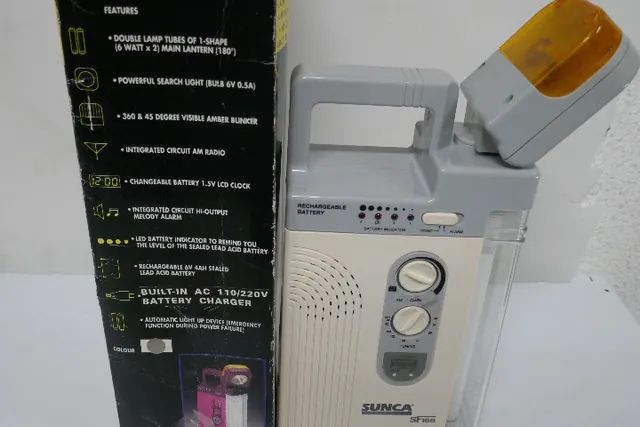 FEATURES
• DOUBLE LAMP TUBES OF 1-SHAPE
(6 WATT x 2) MAIN LANTERN (180°)
• POWERFUL SEARCH LIGHT (BULB 6V 0.5A)
• 360 & 45 DEGREE VISIBLE AMBER BLINKER
• INTEGRATED CIRCUIT AM RADIO
12:00 • CHANGEABLE BATTERY 1.5V LCD CLOCK
• INTEGRATED CIRCUIT HI-OUTPUT
MELODY ALARM
• LED BATTERY INDICATOR TO REMIND YOU
THE LEVEL OF THE SEALED LEAD ACID BATTERY
• RECHARGEABLE 6V 4AH SEALED
LEAD ACID BATTERY
BUILT-IN AC 110/220V
BATTERY CHARGER
• AUTOMATIC LIGHT UP DEVICE (EMERGENCY
FUNCTION DURING POWER FAILURE)
COLOUR
RECHARGEABLE
BATTERY
BATTERY INDICATOR
ALARM
TUNING
SUNCA
SF168